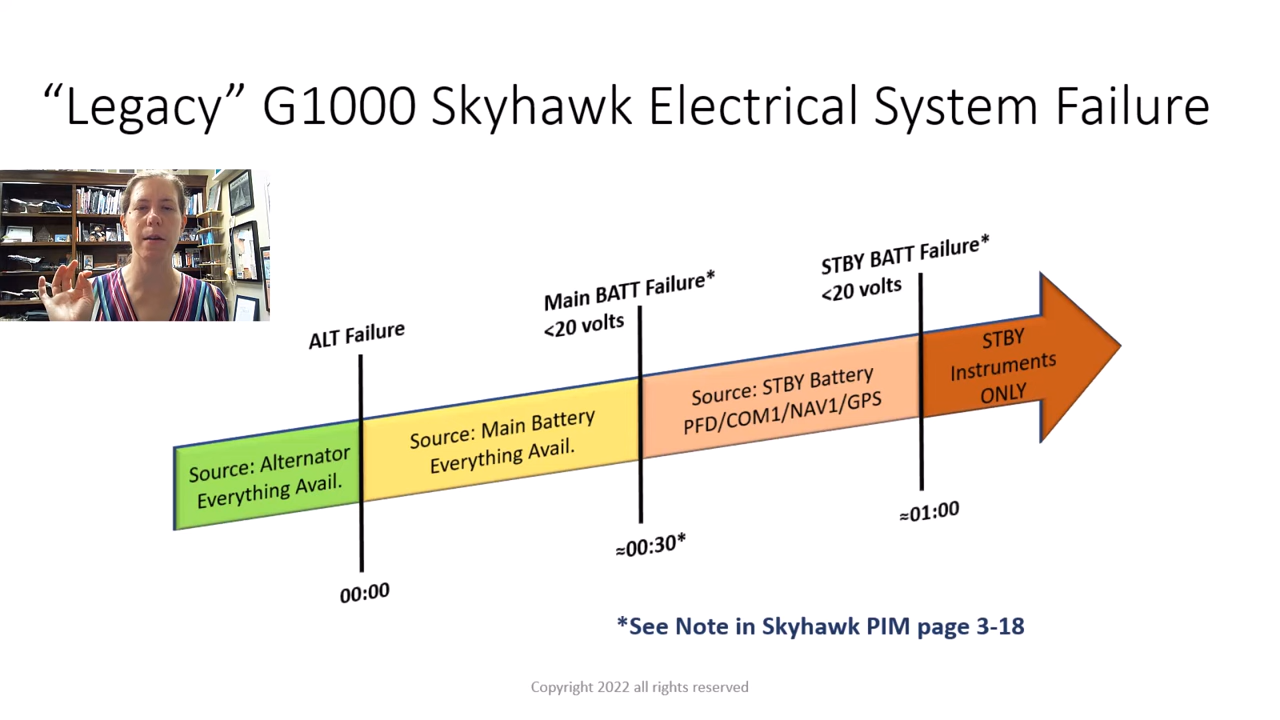 “Legacy” G1000 Skyhawk Electrical System Failure
ALT Failure
Main BATT Failure*
<20 volts
STBY BATT Failure*
<20 volts
Source: Alternator
Everything Avail.
Source: Main Battery
Everything Avail.
Source: STBY Battery
PFD/COM1/NAV1/GPS
STBY
Instruments
ONLY
00:00
≈00:30*
≈01:00
*See Note in Skyhawk PIM page 3-18
Copyright 2022 all rights reserved